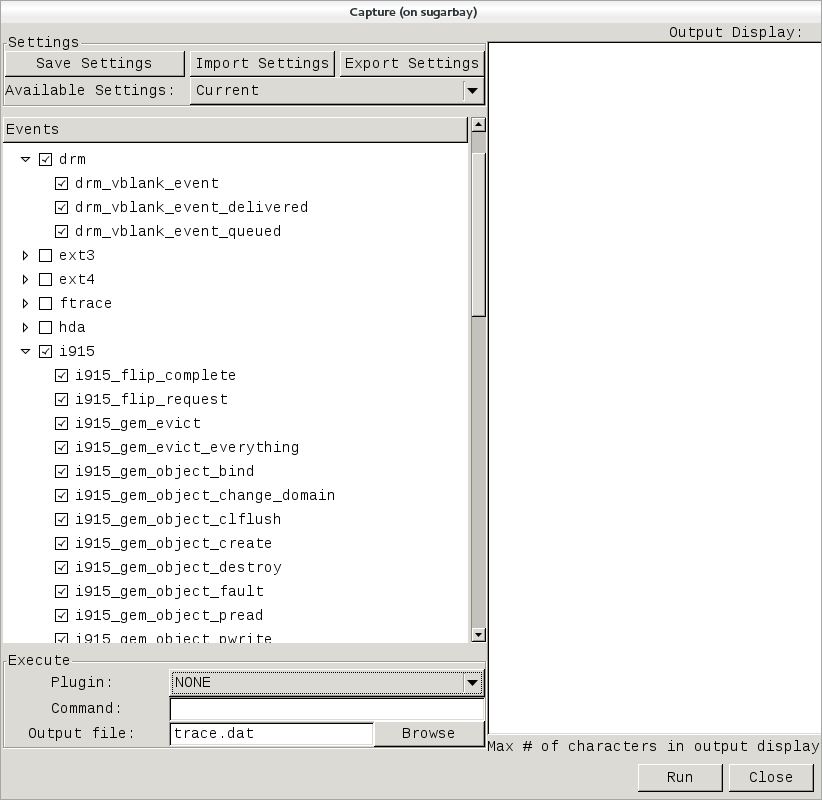 Capture (on sugarbay)
Settings
Save Settings Import Settings Export Settings
Available Settings: Current
Events
drm
drm_vblank_event
drm_vblank_event_delivered
drm_vblank_event_queued
ext3
ext4
ftrace
hda
i915
i915_flip_complete
i915_flip_request
i915_gem_evict
i915_gem_evict_everything
i915_gem_object_bind
i915_gem_object_change_domain
i915_gem_object_clflush
i915_gem_object_create
i915_gem_object_destroy
i915_gem_object_fault
i915_gem_object_pread
i915_gem_object_pwrite
Execute
Plugin: NONE
Command:
Output file: trace.dat Browse
Output Display:
Max # of characters in output display
Run Close